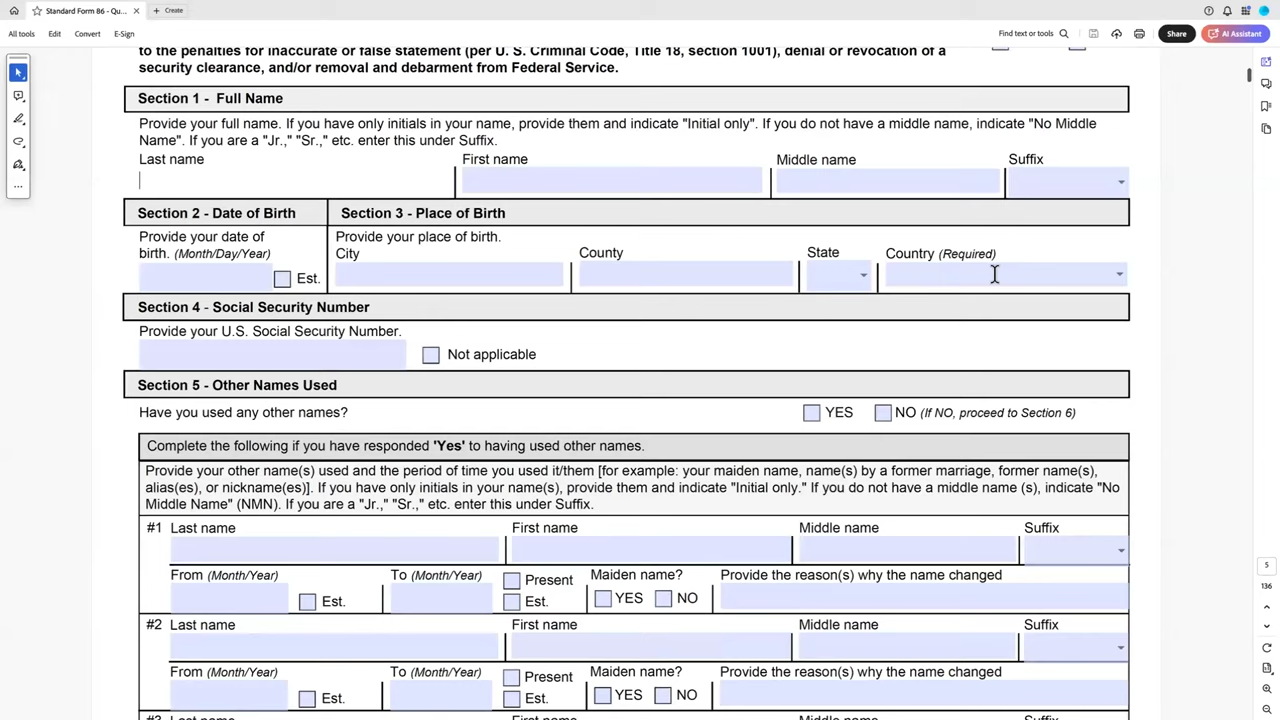 Standard Form 86 - Qu... Create
All tools Edit Convert E-Sign Find text or tools Share AI Assistant
to the penalties for inaccurate or false statement (per U. S. Criminal Code, Title 18, section 1001), denial or revocation of a
security clearance, and/or removal and debarment from Federal Service.
Section 1 - Full Name
Provide your full name. If you have only initials in your name, provide them and indicate "Initial only". If you do not have a middle name, indicate "No Middle
Name". If you are a "Jr.," "Sr.," etc. enter this under Suffix.
Last name First name Middle name Suffix
Section 2 - Date of Birth Section 3 - Place of Birth
Provide your date of Provide your place of birth.
birth. (Month/Day/Year) City County State Country (Required)
Est.
Section 4 - Social Security Number
Provide your U.S. Social Security Number.
Not applicable
Section 5 - Other Names Used
Have you used any other names? YES NO (If NO, proceed to Section 6)
Complete the following if you have responded 'Yes' to having used other names.
Provide your other name(s) used and the period of time you used it/them [for example: your maiden name, name(s) by a former marriage, former name(s),
alias(es), or nickname(es)]. If you have only initials in your name(s), provide them and indicate "Initial only." If you do not have a middle name (s), indicate "No
Middle Name" (NMN). If you are a "Jr.," "Sr.," etc. enter this under Suffix.
#1 Last name First name Middle name Suffix
From (Month/Year) To (Month/Year) Present Maiden name? Provide the reason(s) why the name changed
Est. Est. YES NO
5
#2 Last name First name Middle name Suffix
136
From (Month/Year) To (Month/Year) Present Maiden name? Provide the reason(s) why the name changed
Est. Est. YES NO
#3 Last name First name Middle name Suffix